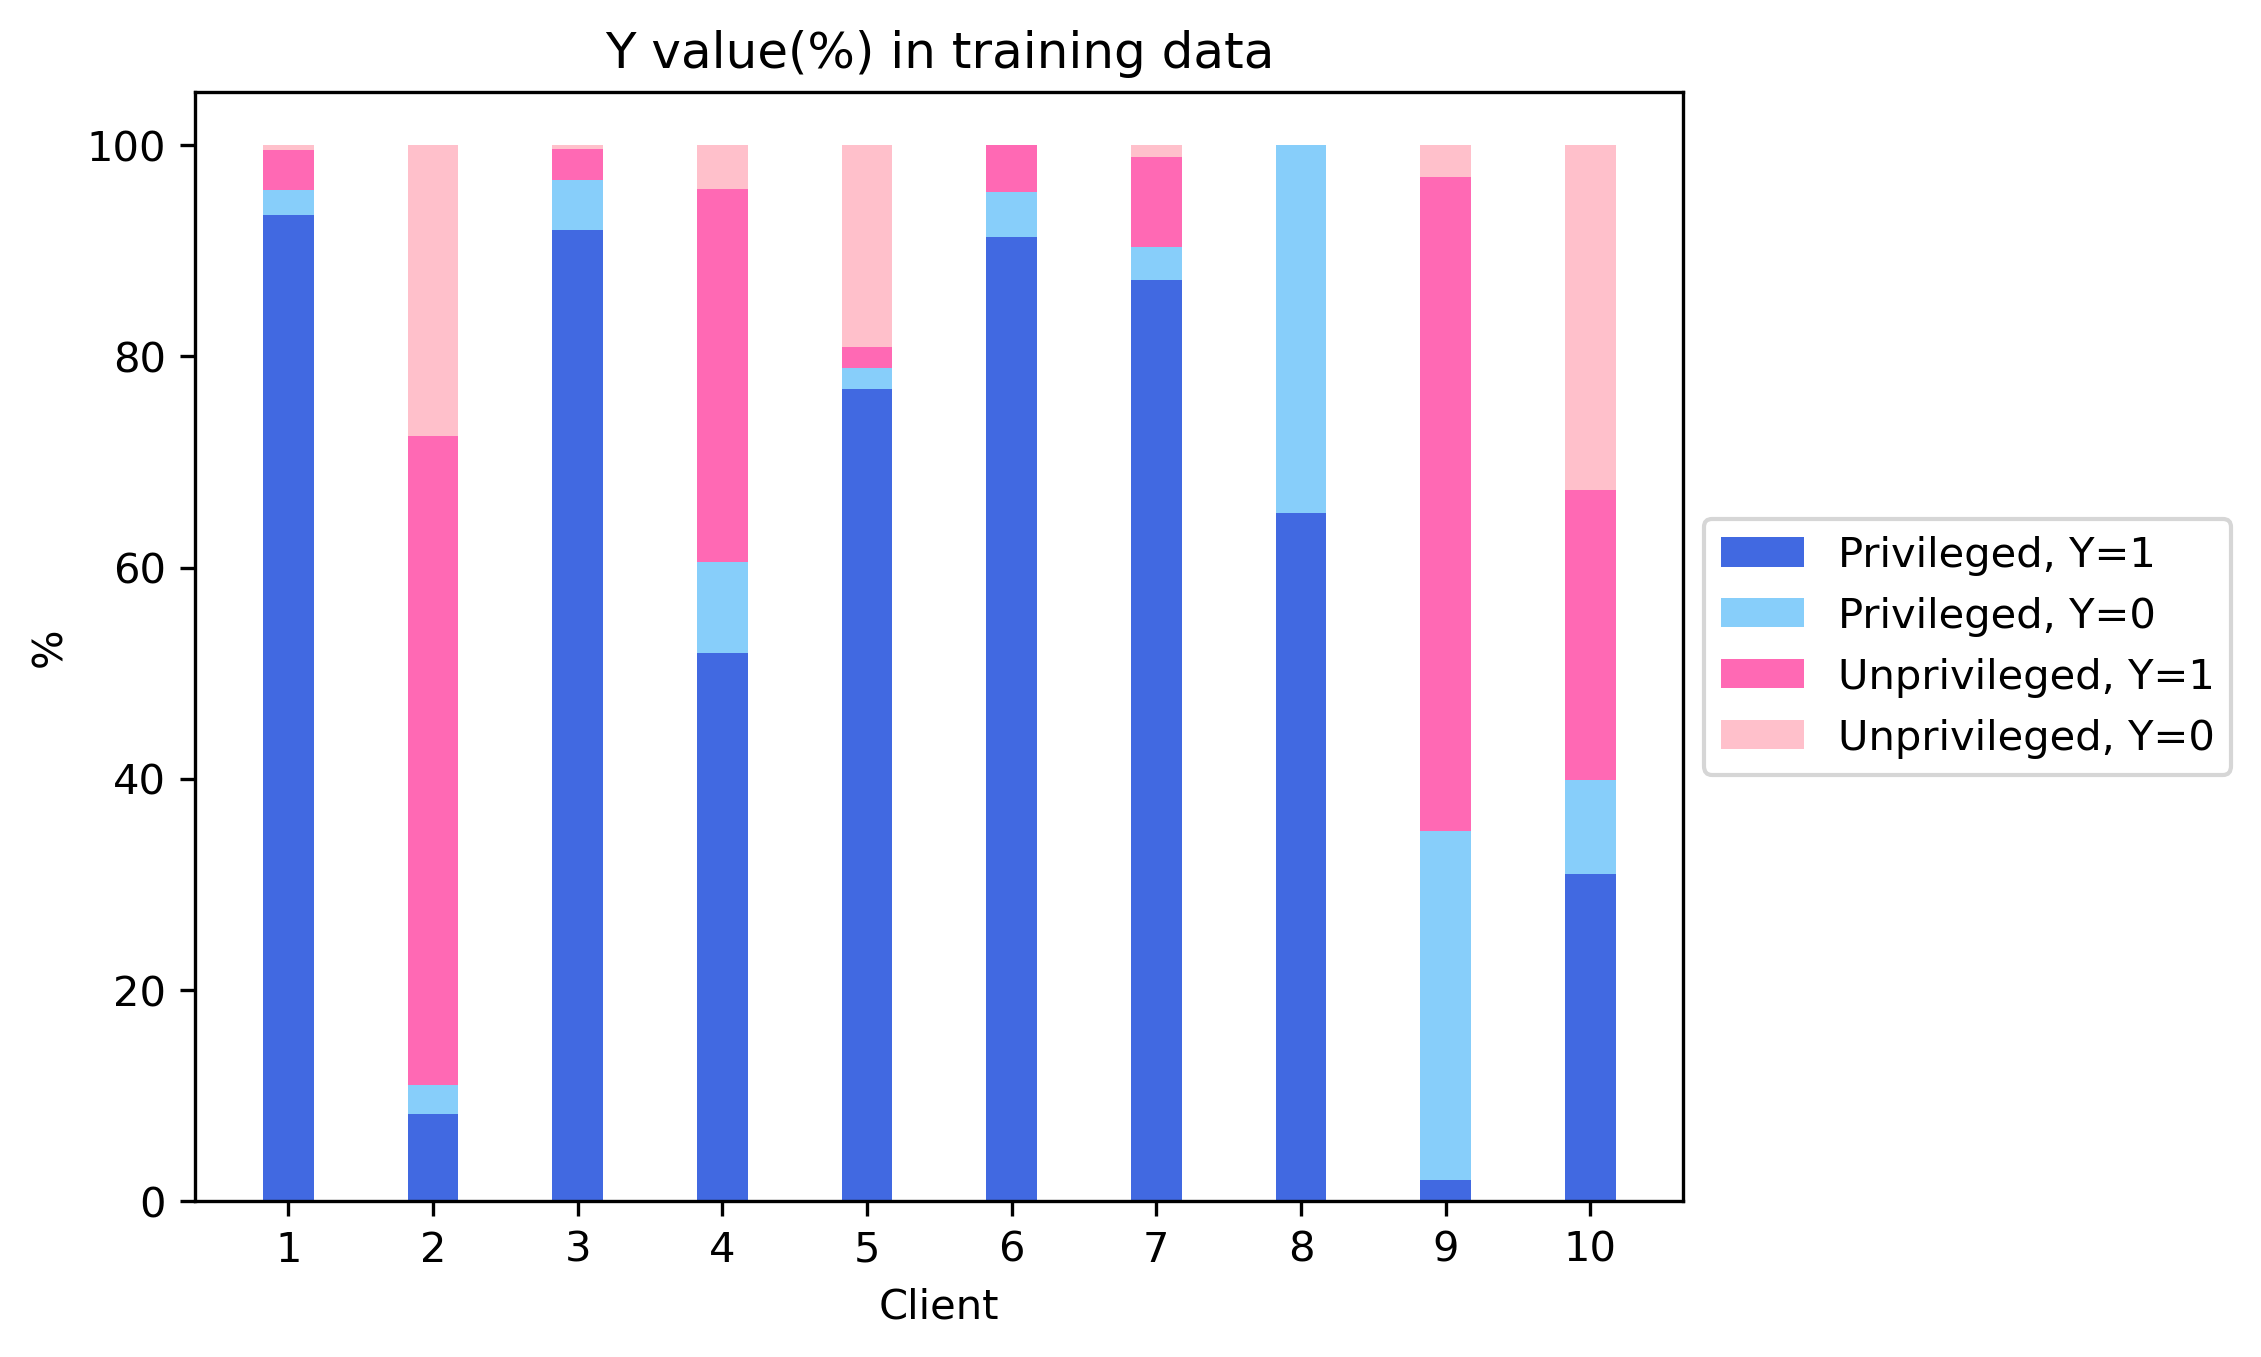 Y value(%) in training data
100
80
60
40
20
0
%
1 2 3 4 5 6 7 8 9 10
Client
Privileged, Y=1
Privileged, Y=0
Unprivileged, Y=1
Unprivileged, Y=0